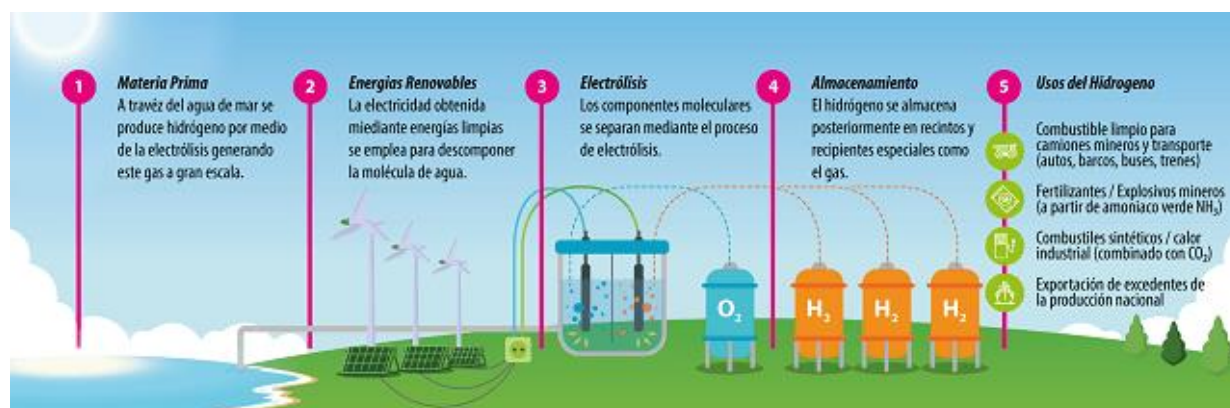 1
Materia Prima
A travéz del agua de mar se
produce hidrógeno por medio
de la electrólisis generando
este gas a gran escala.
2
Energías Renovables
La electricidad obtenida
miediante energías limpias
se emplea para descomponer
la molécula de agua.
3
Electrólisis
Los componentes moleculares
se separan mediante el proceso
de electrólisis.
4
Almacenamiento
El hidrógeno se almacena
posteriormente en recintos y
recipientes especiales como
el gas.
5
Usos del Hidrogeno
Combustible limpio para
camiones mineros y transporte
(autos, barcos, buses, trenes)
Fertilizantes / Explosivos mineros
(a partir de amoniaco verde NH₃)
Combustiles sintéticos / calor
industrial (combinado con CO₂)
Exportación de excedentes de
la producción nacional
O₂
H₂
H₂
H₂